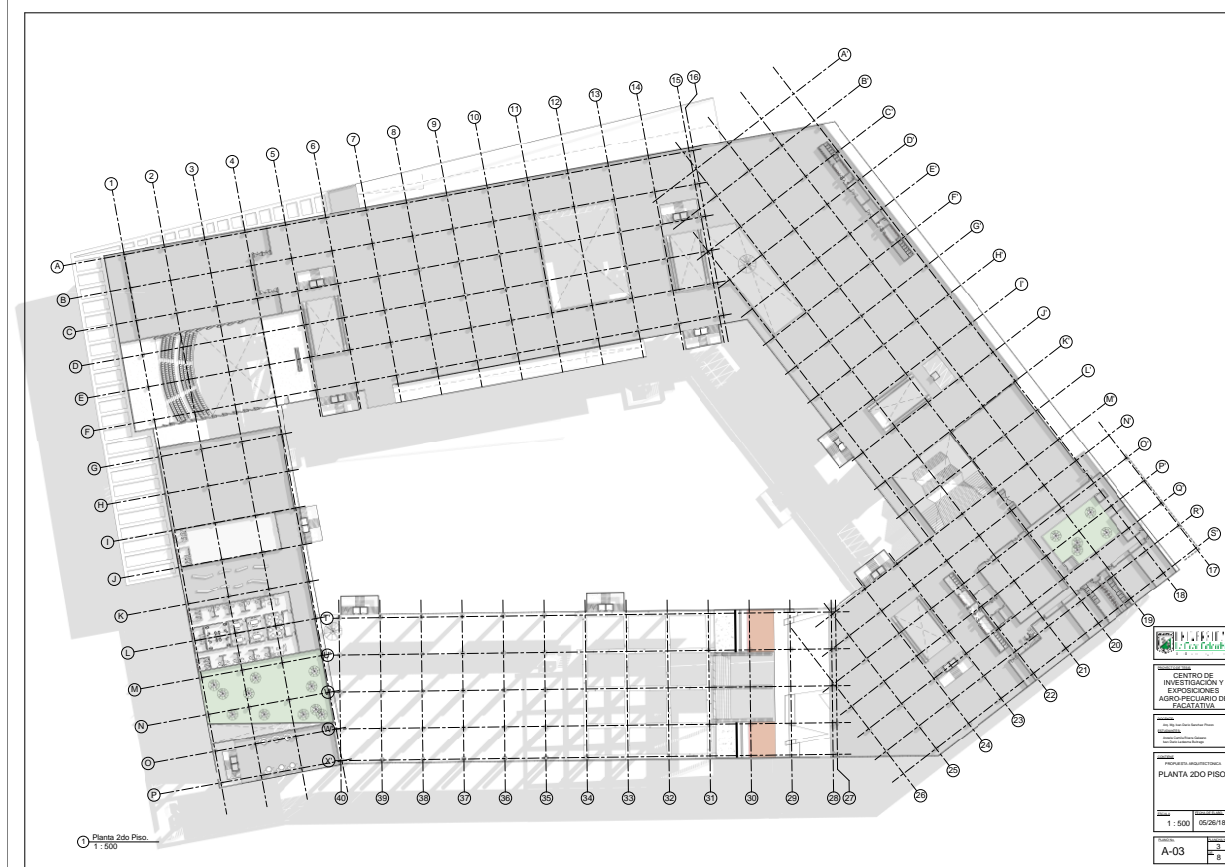 A'
B'
C'
D'
E'
F'
G'
H'
I'
J'
K'
L'
M'
N'
O'
P'
Q'
R'
S'
1
2
3
4
5
6
7
8
9
10
11
12
13
14
15
16
A
B
C
D
E
F
G
H
I
J
K
L
M
N
O
P
T'
U'
V'
W'
X'
40
39
38
37
36
35
34
33
32
31
30
29
28
27
26
25
24
23
22
21
20
19
18
17
CENTRO DE
INVESTIGACIÓN Y
EXPOSICIONES
AGRO-PECUARIO DE
FACATATIVA
PROPUESTA ARQUITECTÓNICA
PLANTA 2DO PISO
1 : 500
05/26/18
A-03
3
8
1
Planta 2do Piso.
1 : 500